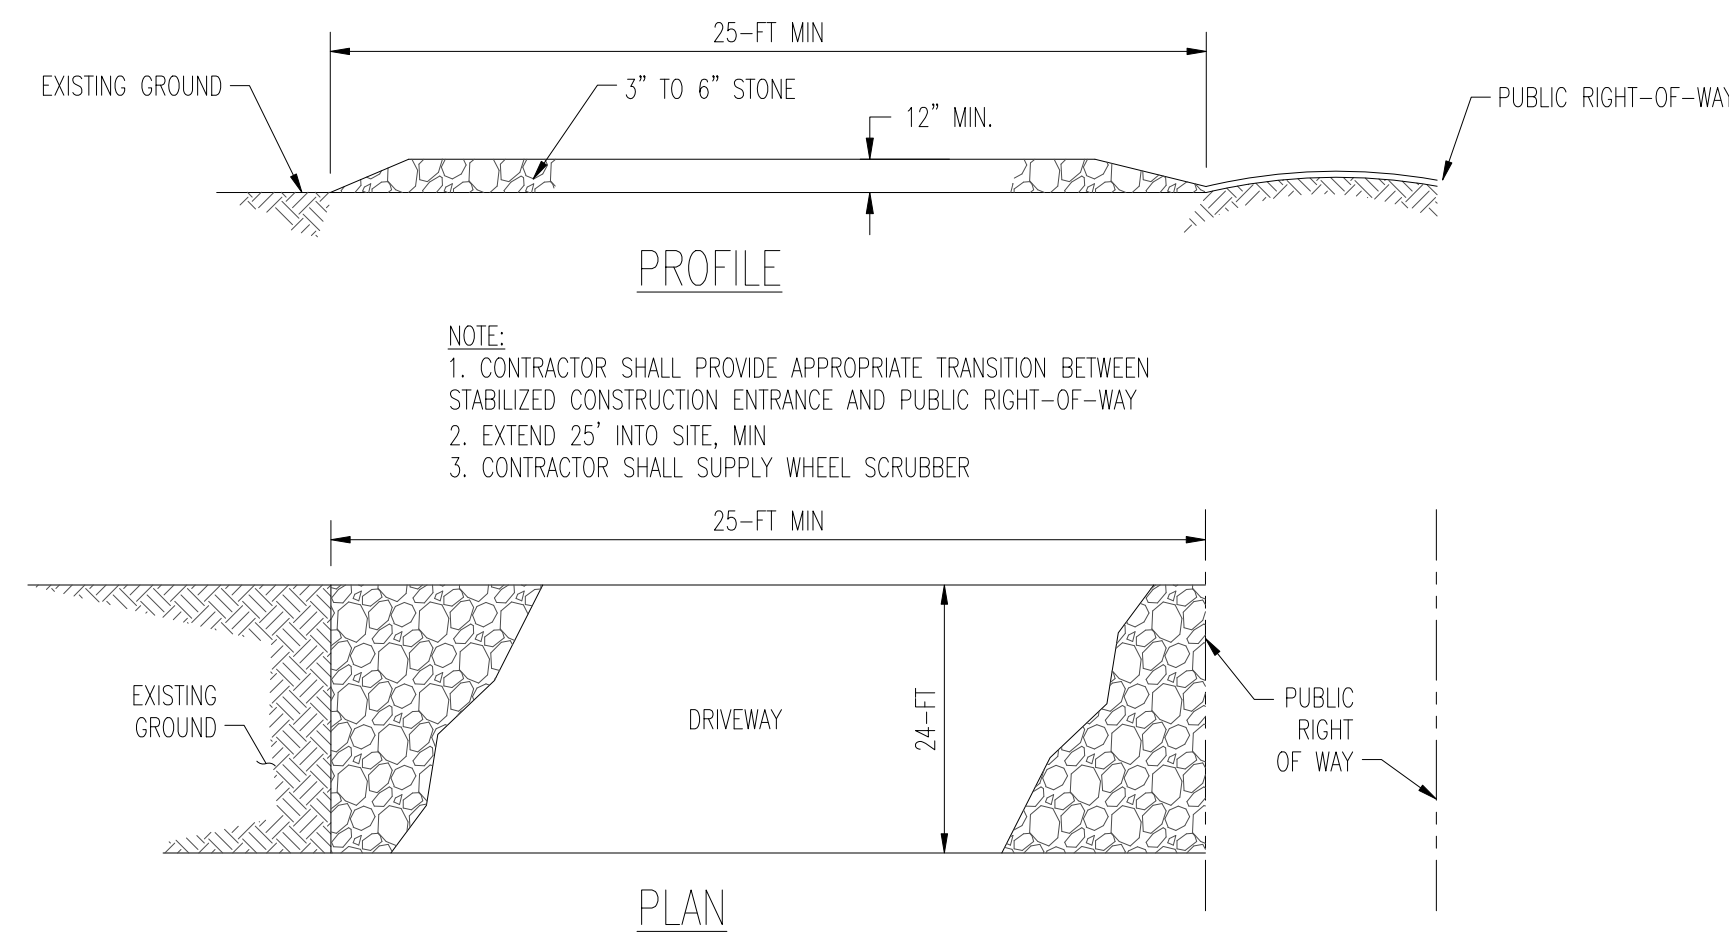 25-FT MIN
EXISTING GROUND
3" TO 6" STONE
12" MIN.
PUBLIC RIGHT-OF-WAY
PROFILE
NOTE:
1. CONTRACTOR SHALL PROVIDE APPROPRIATE TRANSITION BETWEEN
STABILIZED CONSTRUCTION ENTRANCE AND PUBLIC RIGHT-OF-WAY
2. EXTEND 25' INTO SITE, MIN
3. CONTRACTOR SHALL SUPPLY WHEEL SCRUBBER
25-FT MIN
EXISTING
GROUND
DRIVEWAY
24-FT
PUBLIC
RIGHT
OF WAY
PLAN